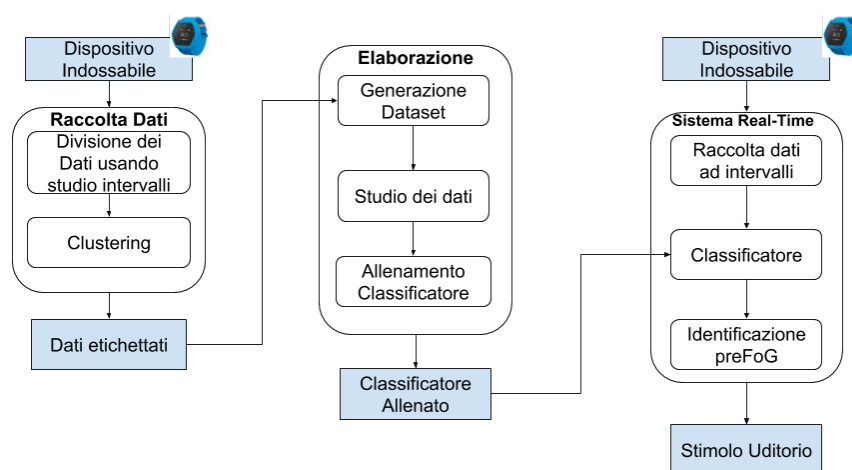 Dispositivo
Indossabile
Raccolta Dati
Divisione dei
Dati usando
studio intervalli
Clustering
Dati etichettati
Elaborazione
Generazione
Dataset
Studio dei dati
Allenamento
Classificatore
Classificatore
Allenato
Dispositivo
Indossabile
Sistema Real-Time
Raccolta dati
ad intervalli
Classificatore
Identificazione
preFoG
Stimolo Uditorio